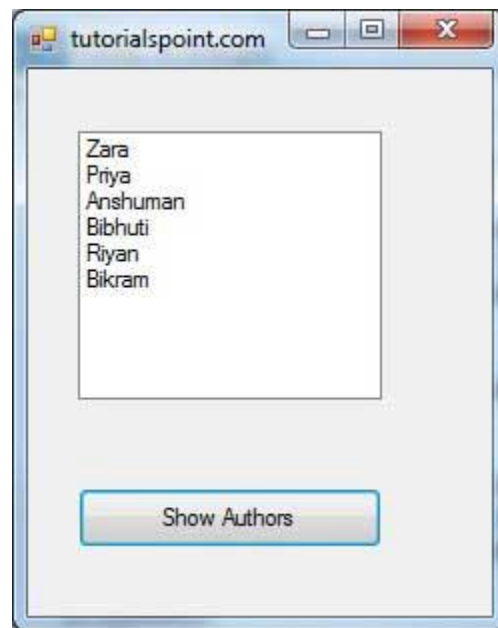 tutorialspoint.com
Zara
Priya
Anshuman
Bibhuti
Riyan
Bikram
Show Authors